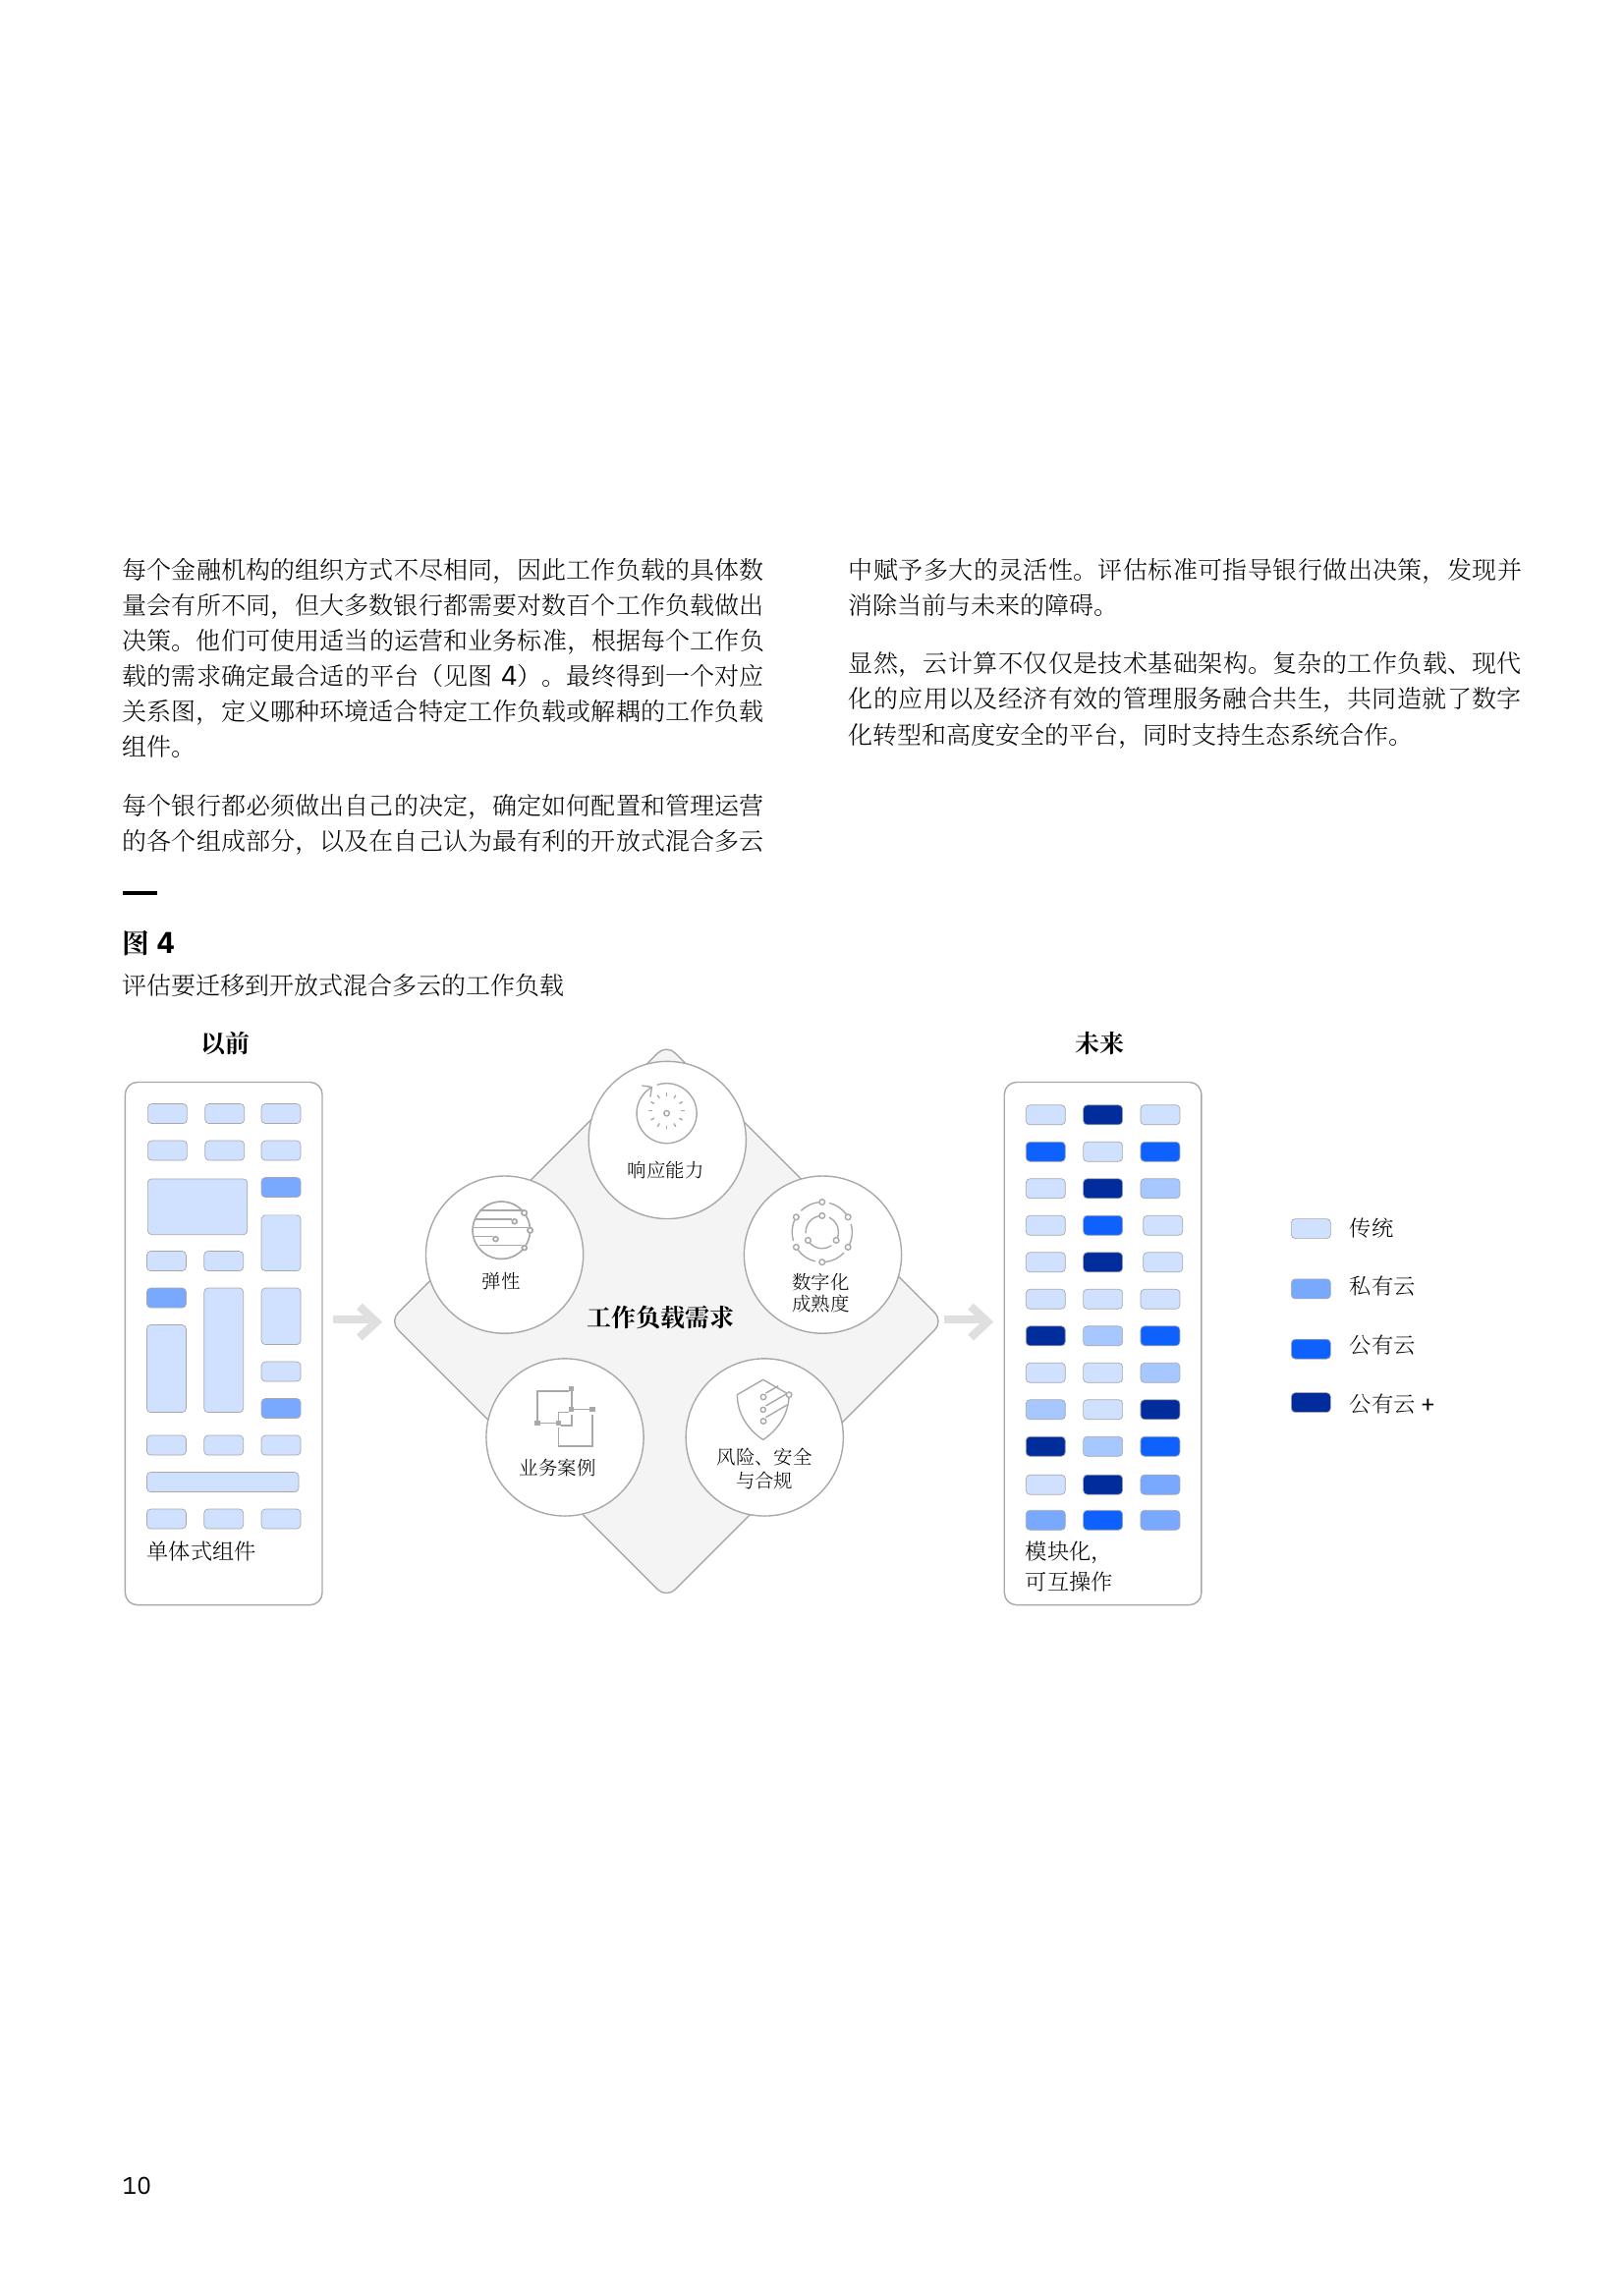 每个金融机构的组织方式不尽相同，因此工作负载的具体数
量会有所不同，但大多数银行都需要对数百个工作负载做出
决策。他们可使用适当的运营和业务标准，根据每个工作负
载的需求确定最合适的平台（见图 4）。最终得到一个对应
关系图，定义哪种环境适合特定工作负载或解耦的工作负载
组件。
每个银行都必须做出自己的决定，确定如何配置和管理运营
的各个组成部分，以及在自己认为最有利的开放式混合多云
中赋予多大的灵活性。评估标准可指导银行做出决策，发现并
消除当前与未来的障碍。
显然，云计算不仅仅是技术基础架构。复杂的工作负载、现代
化的应用以及经济有效的管理服务融合共生，共同造就了数字
化转型和高度安全的平台，同时支持生态系统合作。
图 4
评估要迁移到开放式混合多云的工作负载
以前
单体式组件
响应能力
弹性
数字化
成熟度
工作负载需求
业务案例
风险、安全
与合规
未来
模块化，
可互操作
传统
私有云
公有云
公有云 +
10